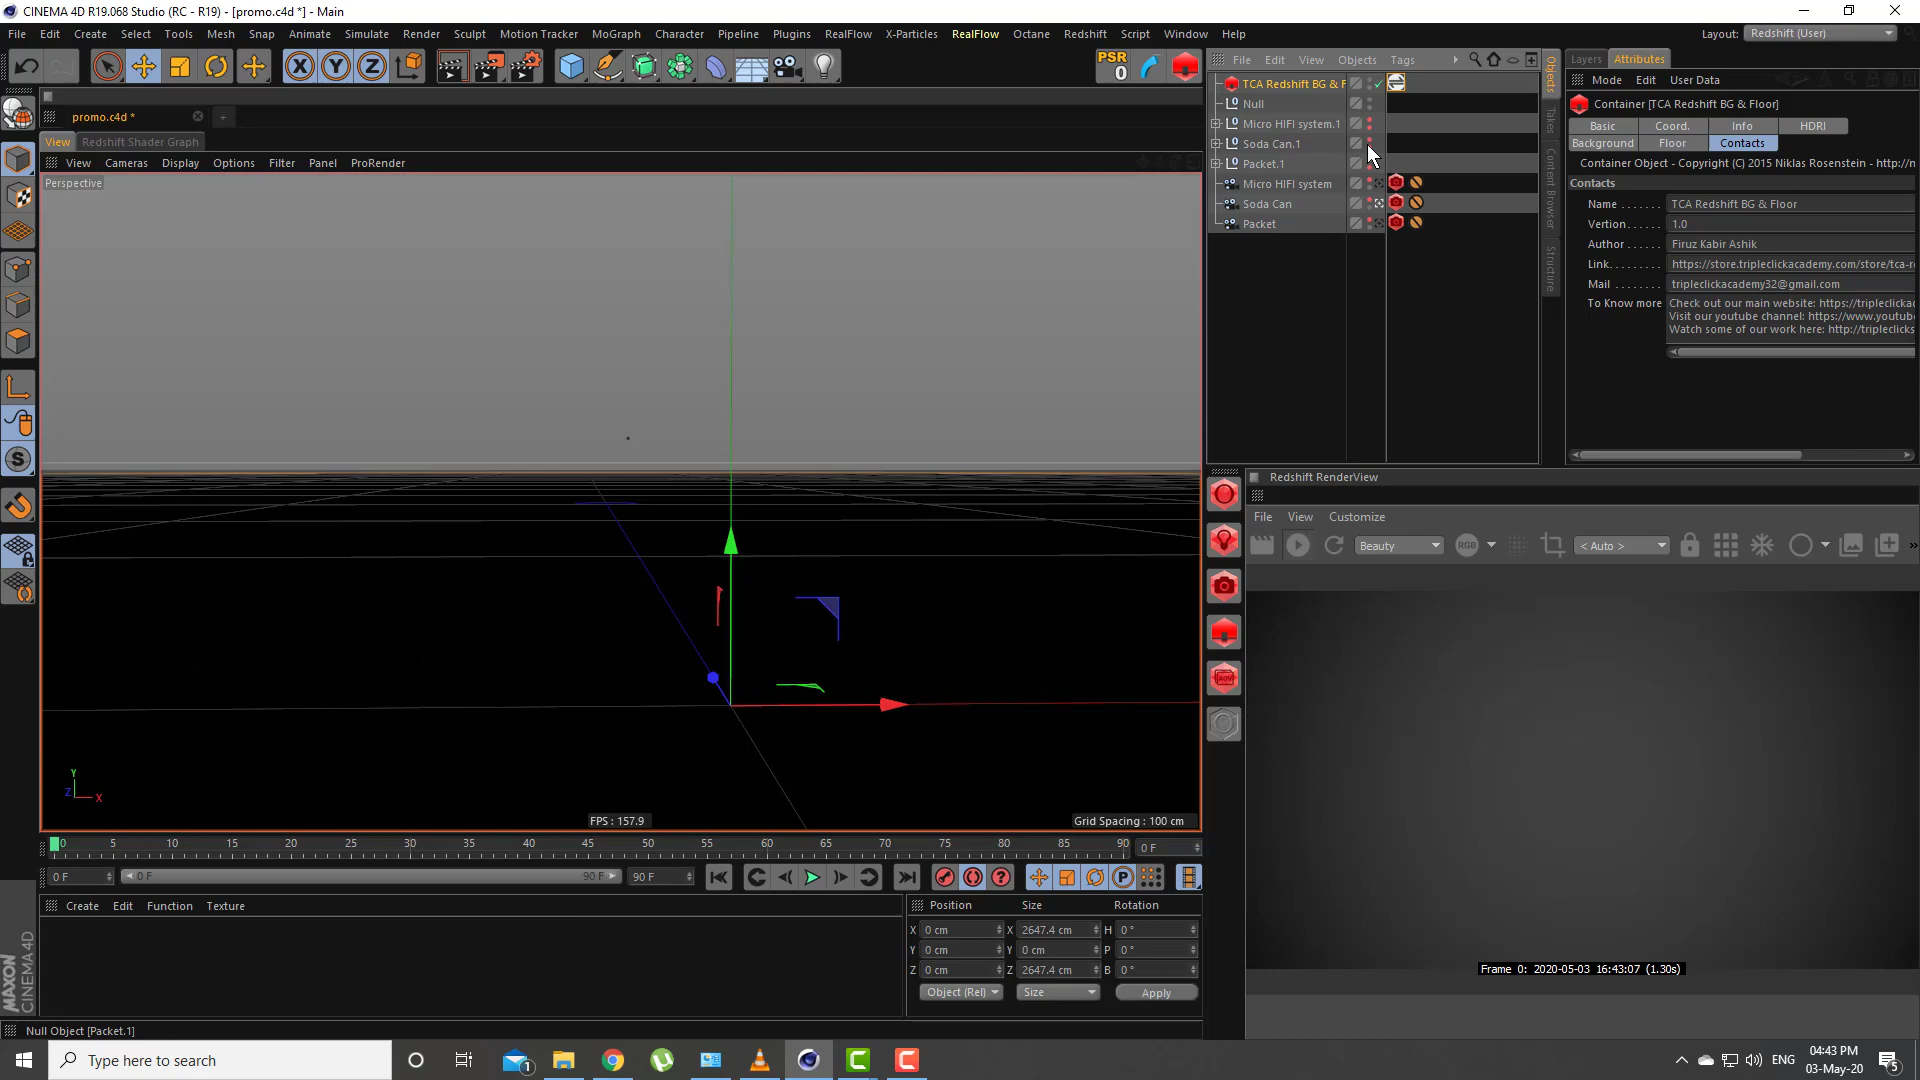 CINEMA 4D R19.068 Studio (RC - R19) - [promo.c4d *] - Main
File Edit Create Select Tools Mesh Snap Animate Simulate Render Sculpt Motion Tracker MoGraph Character Pipeline Plugins RealFlow X-Particles RealFlow Octane Redshift Script Window Help
Layout: Redshift (User)
X Y Z
PSR
0
File Edit View Objects Tags
Layers Attributes
Mode Edit User Data
TCA Redshift BG & F
Null
Micro HIFI system.1
Soda Can.1
Packet.1
Micro HIFI system
Soda Can
Packet
Objects
Takes
Content Browser
Structure
Container [TCA Redshift BG & Floor]
Basic Coord. Info HDRI
Background Floor Contacts
Container Object - Copyright (C) 2015 Niklas Rosenstein - http://n
Contacts
Name TCA Redshift BG & Floor
Vertion 1.0
Author Firuz Kabir Ashik
Link https://store.tripleclickacademy.com/store/tca-r
Mail tripleclickacademy32@gmail.com
To Know more Check out our main website: https://tripleclicka
Visit our youtube channel: https://www.youtub
Watch some of our work here: http://tripleclicks
promo.c4d *
View Redshift Shader Graph
View Cameras Display Options Filter Panel ProRender
Perspective
Y
Z X
FPS : 157.9
Grid Spacing : 100 cm
Redshift RenderView
File View Customize
Beauty RGB < Auto >
AOV
Frame 0: 2020-05-03 16:43:07 (1.30s)
0 5 10 15 20 25 30 35 40 45 50 55 60 65 70 75 80 85 90 0 F
0 F 0 F 90 F 90 F
Create Edit Function Texture
Position Size Rotation
X 0 cm X 2647.4 cm H 0 °
Y 0 cm Y 0 cm P 0 °
Z 0 cm Z 2647.4 cm B 0 °
Object (Rel) Size Apply
MAXON
CINEMA 4D
Null Object [Packet.1]
Type here to search
1
ENG
04:43 PM
03-May-20
5